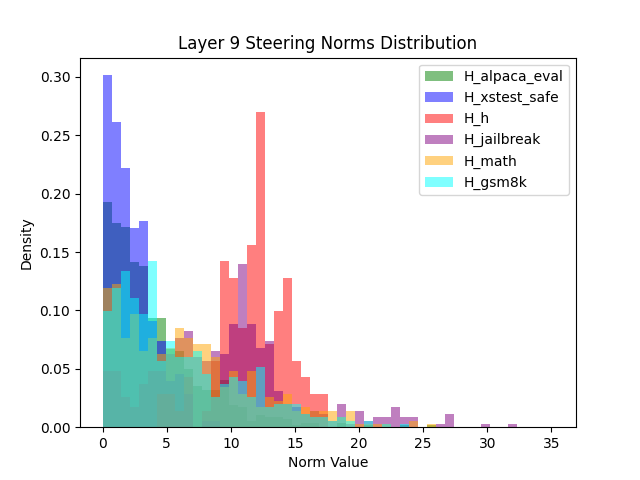 Layer 9 Steering Norms Distribution
H_alpaca_eval
H_xstest_safe
H_h
H_jailbreak
H_math
H_gsm8k
Density
0.30
0.25
0.20
0.15
0.10
0.05
0.00
0 5 10 15 20 25 30 35
Norm Value